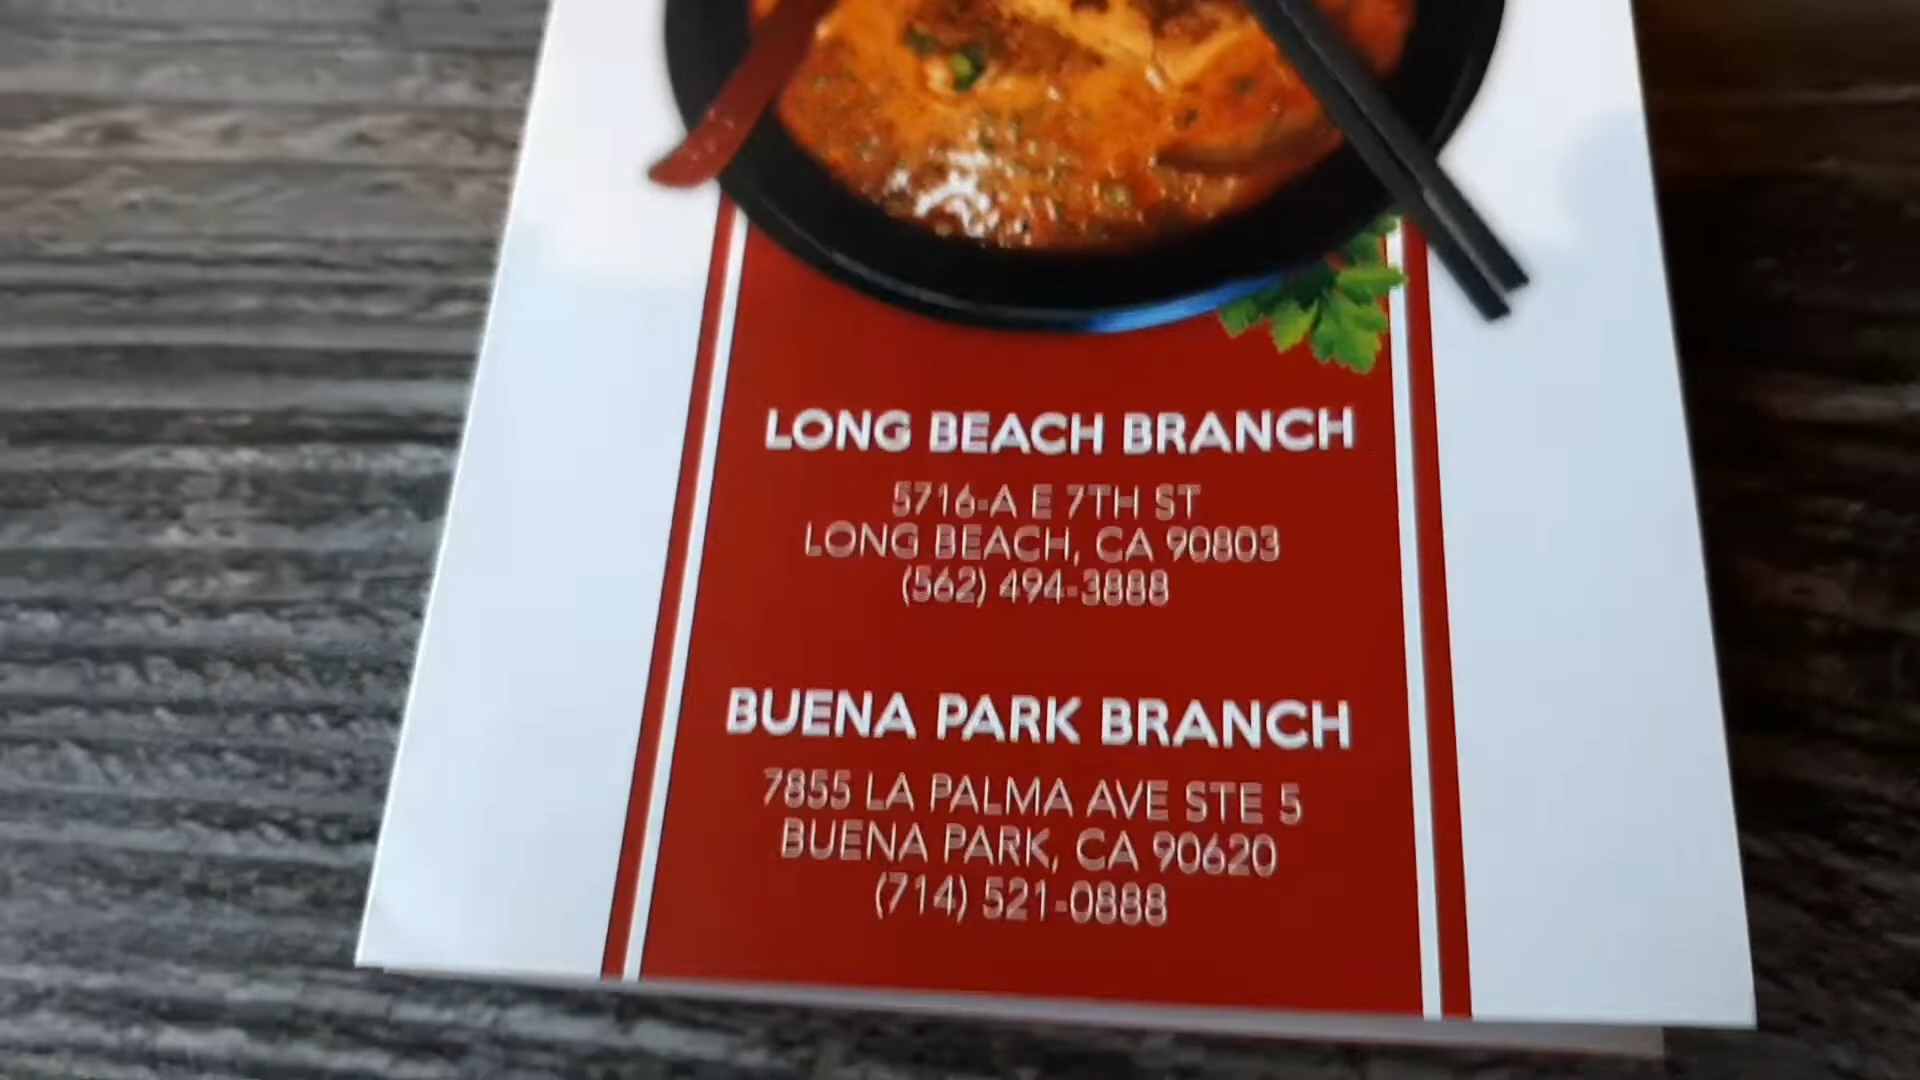 LONG BEACH BRANCH
5716-A E 7TH ST
LONG BEACH, CA 90803
(562) 494-3888
BUENA PARK BRANCH
7855 LA PALMA AVE STE 5
BUENA PARK, CA 90620
(714) 521-0888